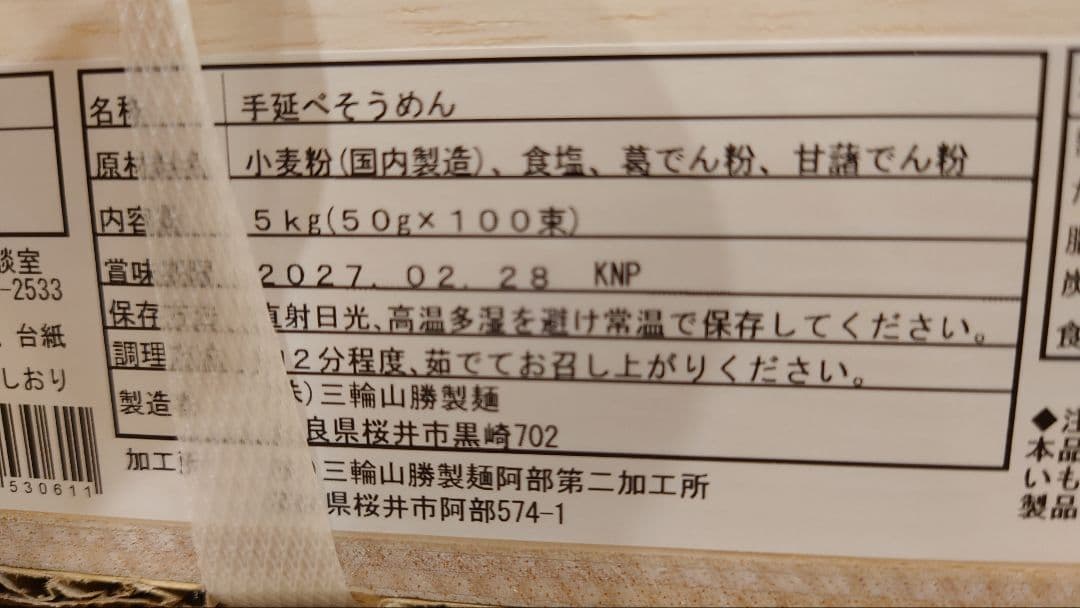 名称 手延べそうめん
原材 小麦粉(国内製造)、食塩、葛でん粉、甘藷でん粉
内容 5kg(50g×100束)
賞味 2027.02.28 KNP
保存 直射日光、高温多湿を避け常温で保存してください。
調理 2分程度、茹でてお召し上がりください。
製造 )三輪山勝製麺
良県桜井市黒崎702
加工所 )三輪山勝製麺阿部第二加工所
県桜井市阿部574-1
談室
-2533
、台紙
しおり
530611
◆注
本品
いも
製品